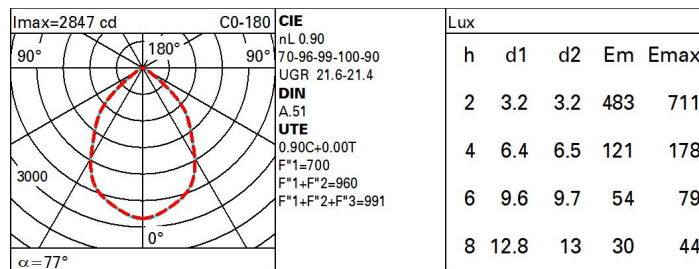 Imax=2847 cd C0-180
90° 180° 90°
3000
0°
α=77°
CIE
nL 0.90
70-96-99-100-90
UGR 21.6-21.4
DIN
A.51
UTE
0.90C+0.00T
F"1=700
F"1+F"2=960
F"1+F"2+F"3=991
Lux
h d1 d2 Em Emax
2 3.2 3.2 483 711
4 6.4 6.5 121 178
6 9.6 9.7 54 79
8 12.8 13 30 44